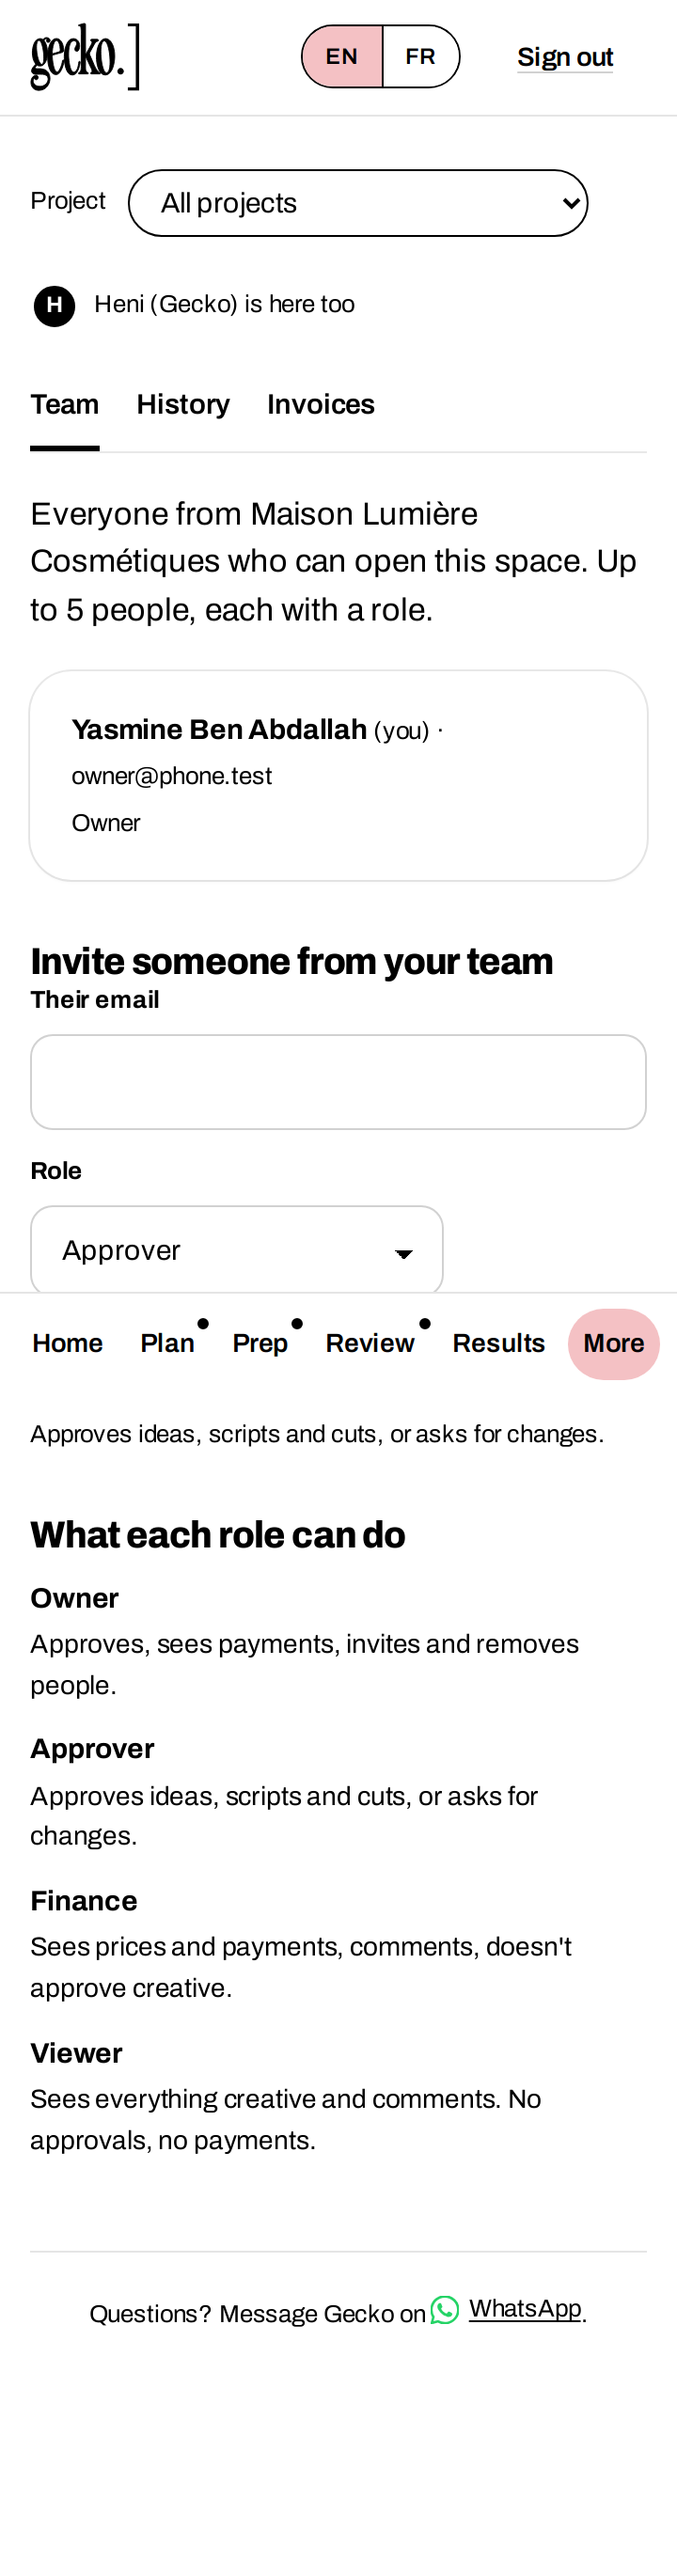 gecko.]
EN FR Sign out
Project All projects
H Heni (Gecko) is here too
Team History Invoices
Everyone from Maison Lumière
Cosmétiques who can open this space. Up
to 5 people, each with a role.
Yasmine Ben Abdallah (you) ·
owner@phone.test
Owner
Invite someone from your team
Their email
Role
Approver
Home Plan Prep Review Results More
Approves ideas, scripts and cuts, or asks for changes.
What each role can do
Owner
Approves, sees payments, invites and removes
people.
Approver
Approves ideas, scripts and cuts, or asks for
changes.
Finance
Sees prices and payments, comments, doesn't
approve creative.
Viewer
Sees everything creative and comments. No
approvals, no payments.
Questions? Message Gecko on WhatsApp.